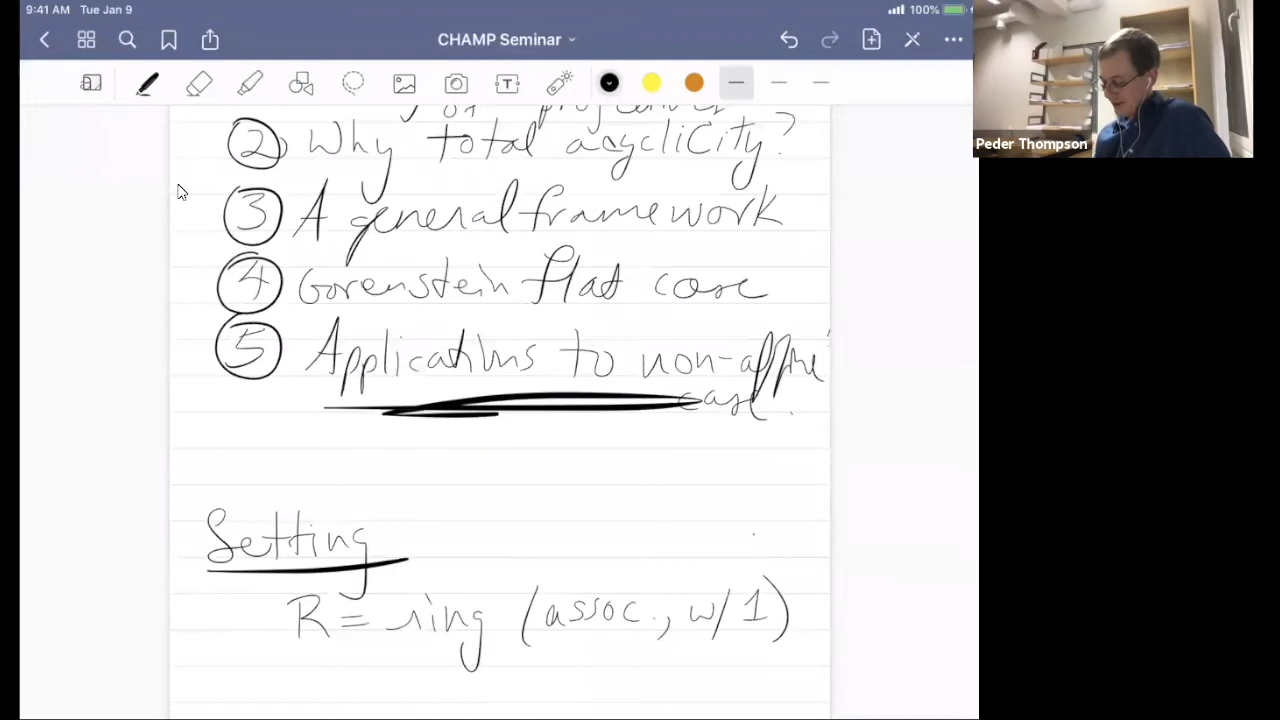 9:41 AM Tue Jan 9
100%
CHAMP Seminar
② Why total acyclicity?
③ A general framework
④ Gorenstein flat case
⑤ Applications to non-affine
case.
Setting
R = ring (assoc., w/ 1)
Peder Thompson